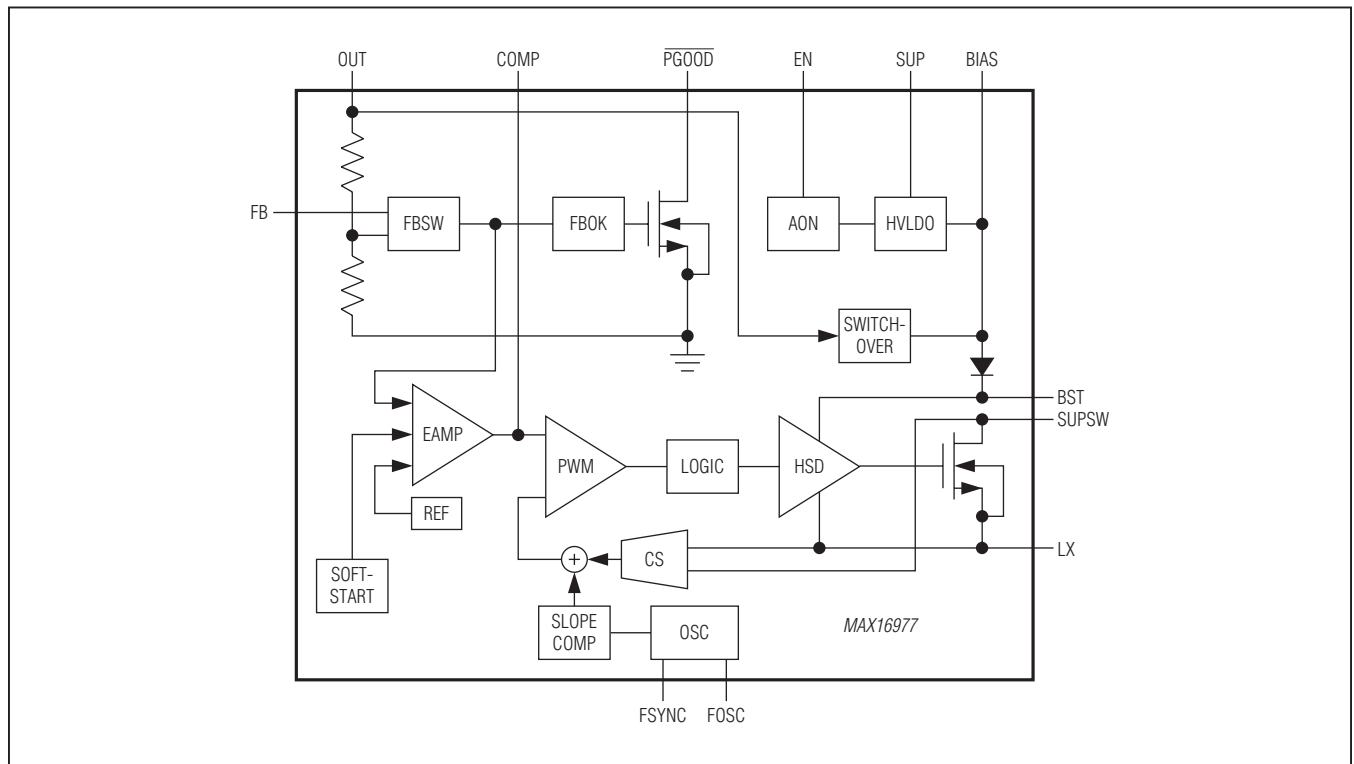 OUT
COMP
PGOOD
EN
SUP
BIAS
FB
FBSW
FBOK
AON
HVLDO
SWITCH-
OVER
BST
SUPSW
EAMP
PWM
LOGIC
HSD
REF
LX
SOFT-
START
+
CS
SLOPE
COMP
OSC
MAX16977
FSYNC
FOSC